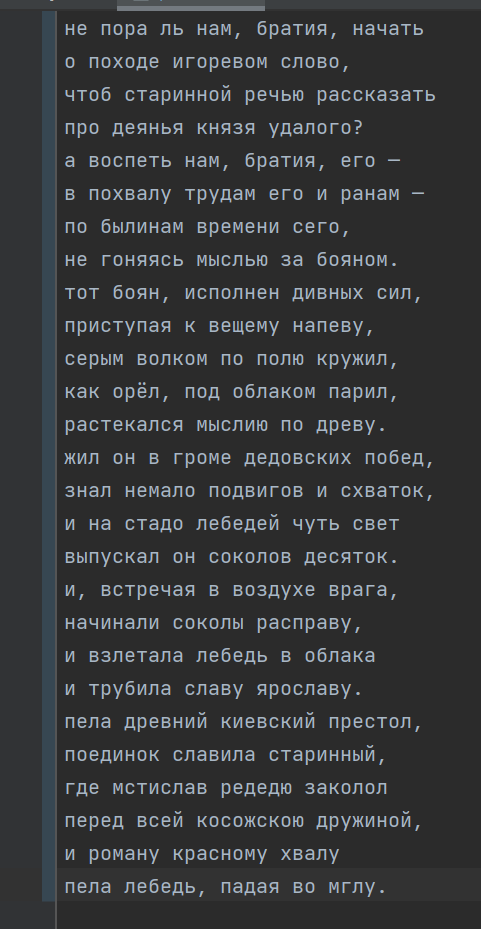 не пора ль нам, братия, начать
о походе игоревом слово,
чтоб старинной речью рассказать
про деянья князя удалого?
а воспеть нам, братия, его —
в похвалу трудам его и ранам —
по былинам времени сего,
не гоняясь мыслью за бояном.
тот боян, исполнен дивных сил,
приступая к вещему напеву,
серым волком по полю кружил,
как орёл, под облаком парил,
растекался мыслию по древу.
жил он в громе дедовских побед,
знал немало подвигов и схваток,
и на стадо лебедей чуть свет
выпускал он соколов десяток.
и, встречая в воздухе врага,
начинали соколы расправу,
и взлетала лебедь в облака
и трубила славу ярославу.
пела древний киевский престол,
поединок славила старинный,
где мстислав редедю заколол
перед всей косожскою дружиной,
и роману красному хвалу
пела лебедь, падая во мглу.